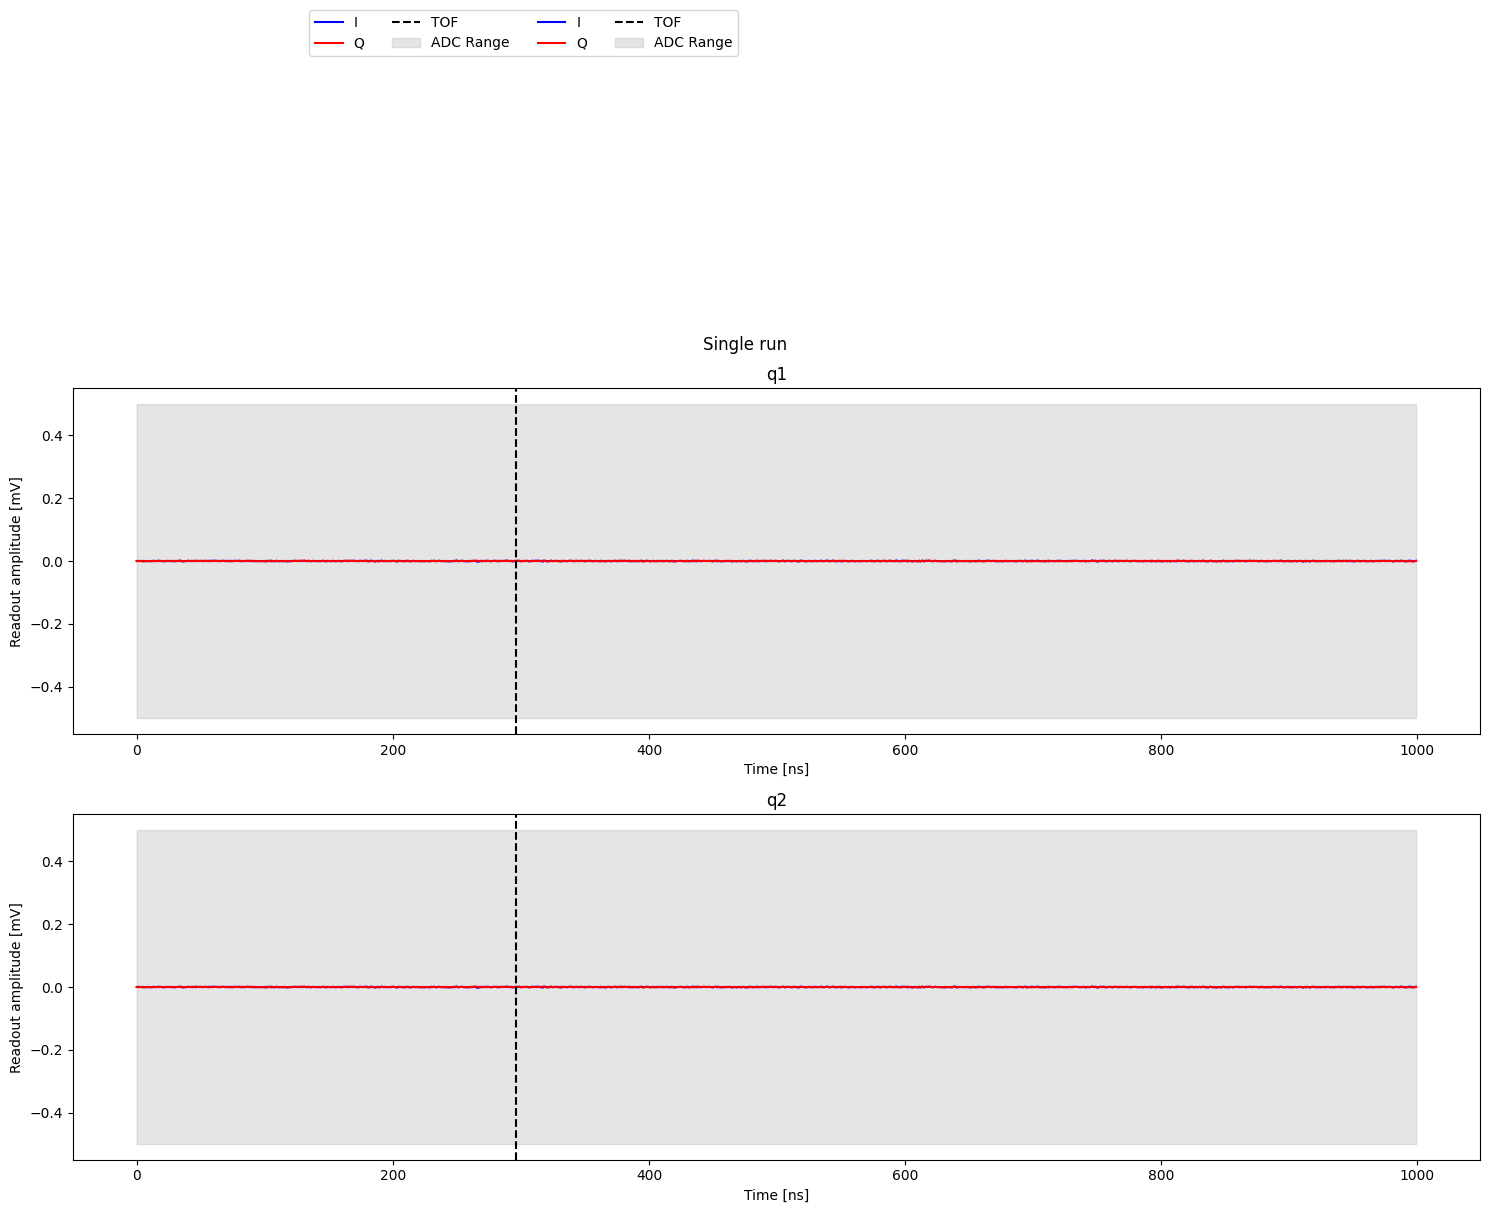 I TOF I TOF
Q ADC Range Q ADC Range
Single run
q1
0.4
0.2
0.0
−0.2
−0.4
Readout amplitude [mV]
0 200 400 600 800 1000
Time [ns]
q2
0.4
0.2
0.0
−0.2
−0.4
Readout amplitude [mV]
0 200 400 600 800 1000
Time [ns]